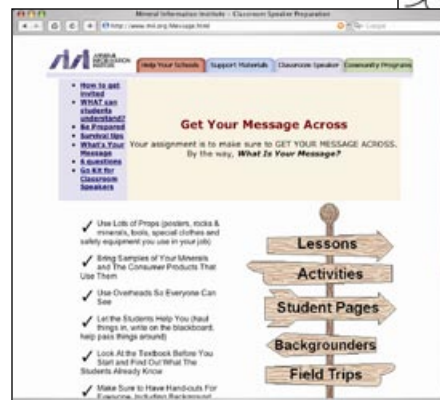 Mineral Information Institute - Classroom Speaker Preparation
http://www.mii.org/Message.html
Google
MINERAL
INFORMATION
INSTITUTE
Help Your Schools
Support Materials
Classroom Speaker
Community Programs
How to get
invited
WHAT can
students
understand?
Be Prepared
Survival tips
What's Your
Message
6 questions
Go Kit for
Classroom
Speakers
Get Your Message Across
Your assignment is to make sure to GET YOUR MESSAGE ACROSS.
By the way, What Is Your Message?
Use Lots of Props (posters, rocks &
minerals, tools, special clothes and
safety equipment you use in your job)
Bring Samples of Your Minerals
and The Consumer Products That
Use Them
Use Overheads So Everyone Can
See
Let the Students Help You (haul
things in, write on the blackboard,
help pass things around)
Look At the Textbook Before You
Start and Find Out What The
Students Already Know
Make Sure to Have Hand-outs For
Everyone, Including Background
Lessons
Activities
Student Pages
Backgrounders
Field Trips